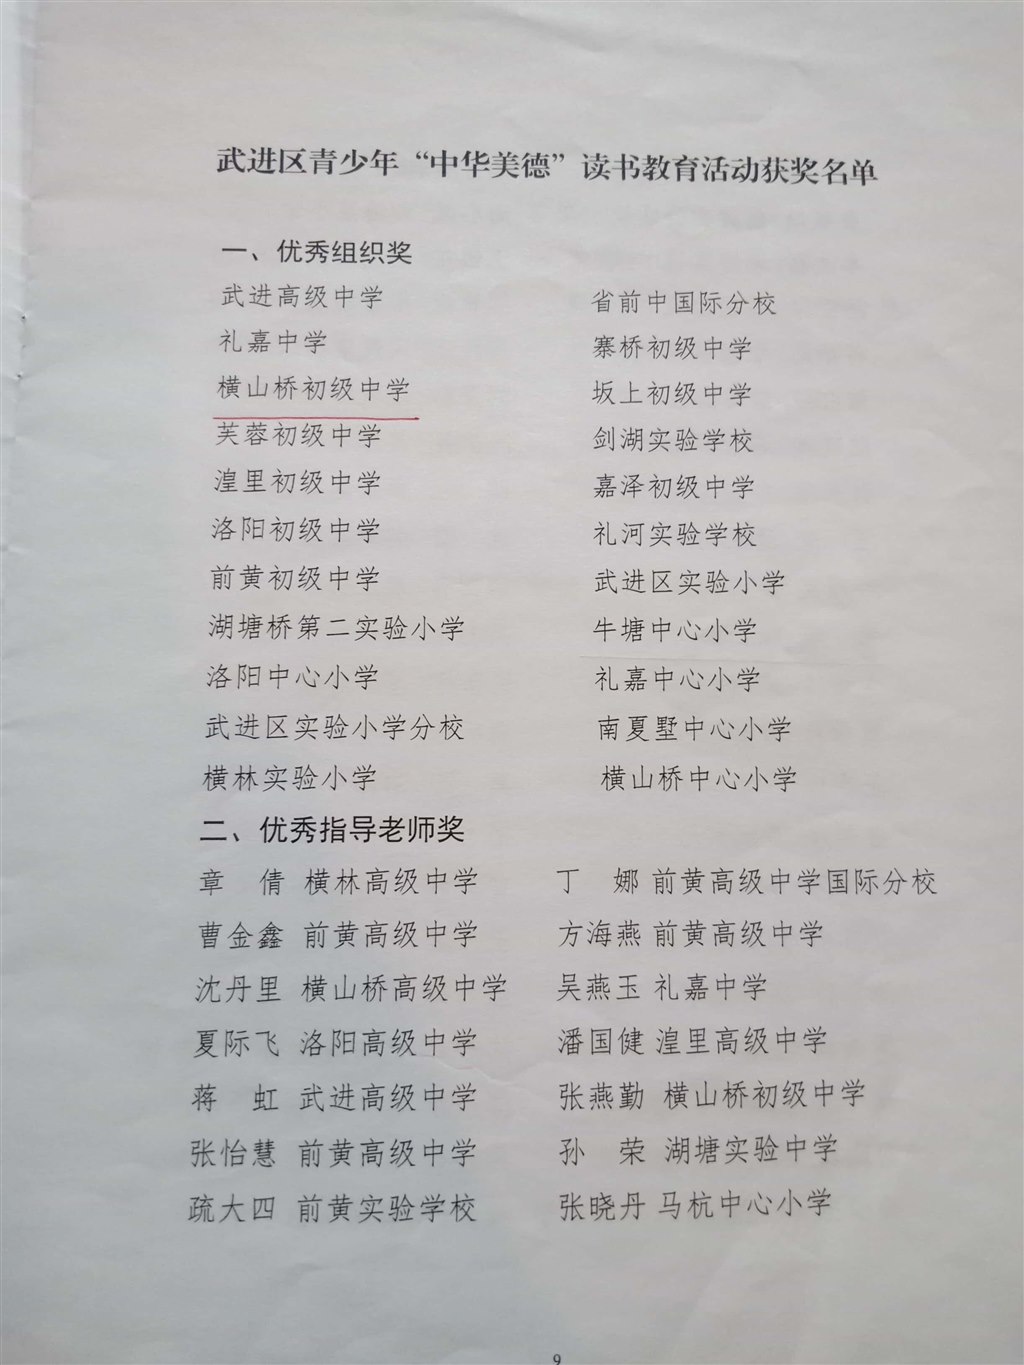 武进区青少年“中华美德”读书教育活动获奖名单
一、优秀组织奖
武进高级中学 省前中国际分校
礼嘉中学 寨桥初级中学
横山桥初级中学 坂上初级中学
芙蓉初级中学 剑湖实验学校
湟里初级中学 嘉泽初级中学
洛阳初级中学 礼河实验学校
前黄初级中学 武进区实验小学
湖塘桥第二实验小学 牛塘中心小学
洛阳中心小学 礼嘉中心小学
武进区实验小学分校 南夏墅中心小学
横林实验小学 横山桥中心小学
二、优秀指导老师奖
章 倩 横林高级中学 丁 娜 前黄高级中学国际分校
曹金鑫 前黄高级中学 方海燕 前黄高级中学
沈丹里 横山桥高级中学 吴燕玉 礼嘉中学
夏际飞 洛阳高级中学 潘国健 湟里高级中学
蒋 虹 武进高级中学 张燕勤 横山桥初级中学
张怡慧 前黄高级中学 孙 荣 湖塘实验中学
疏大四 前黄实验学校 张晓丹 马杭中心小学
9